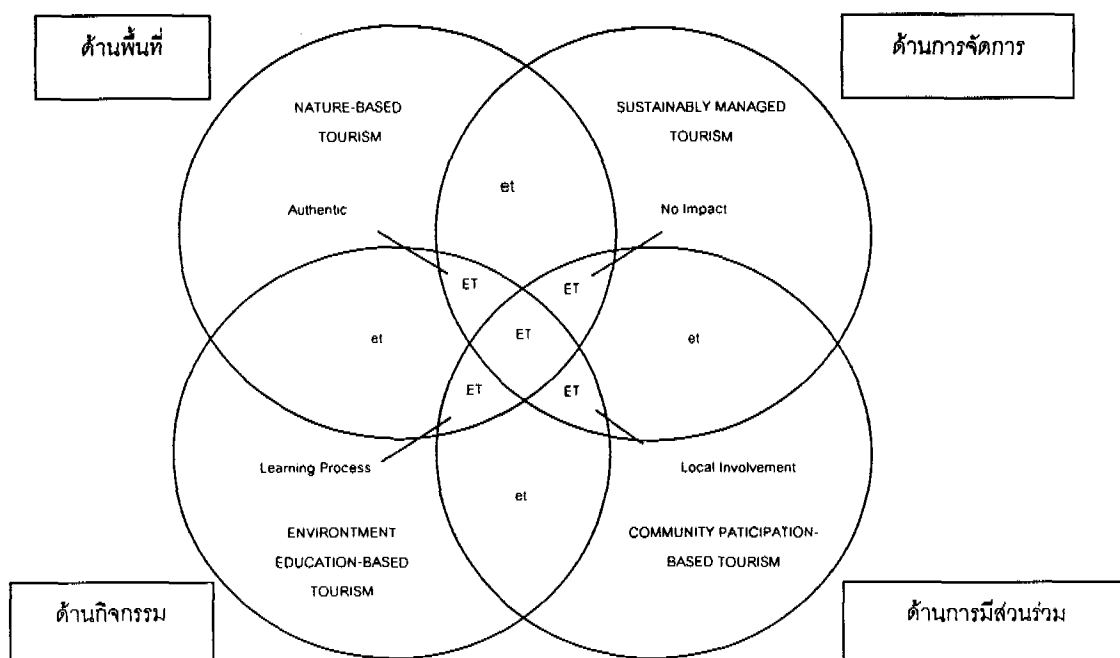 ด้านพื้นที่
ด้านการจัดการ
NATURE-BASED
TOURISM
SUSTAINABLY MANAGED
TOURISM
et
Authentic
No Impact
ET
ET
et
ET
et
ET
ET
Learning Process
Local Involvement
et
ENVIRONTMENT
EDUCATION-BASED
TOURISM
COMMUNITY PATICIPATION-
BASED TOURISM
ด้านกิจกรรม
ด้านการมีส่วนร่วม